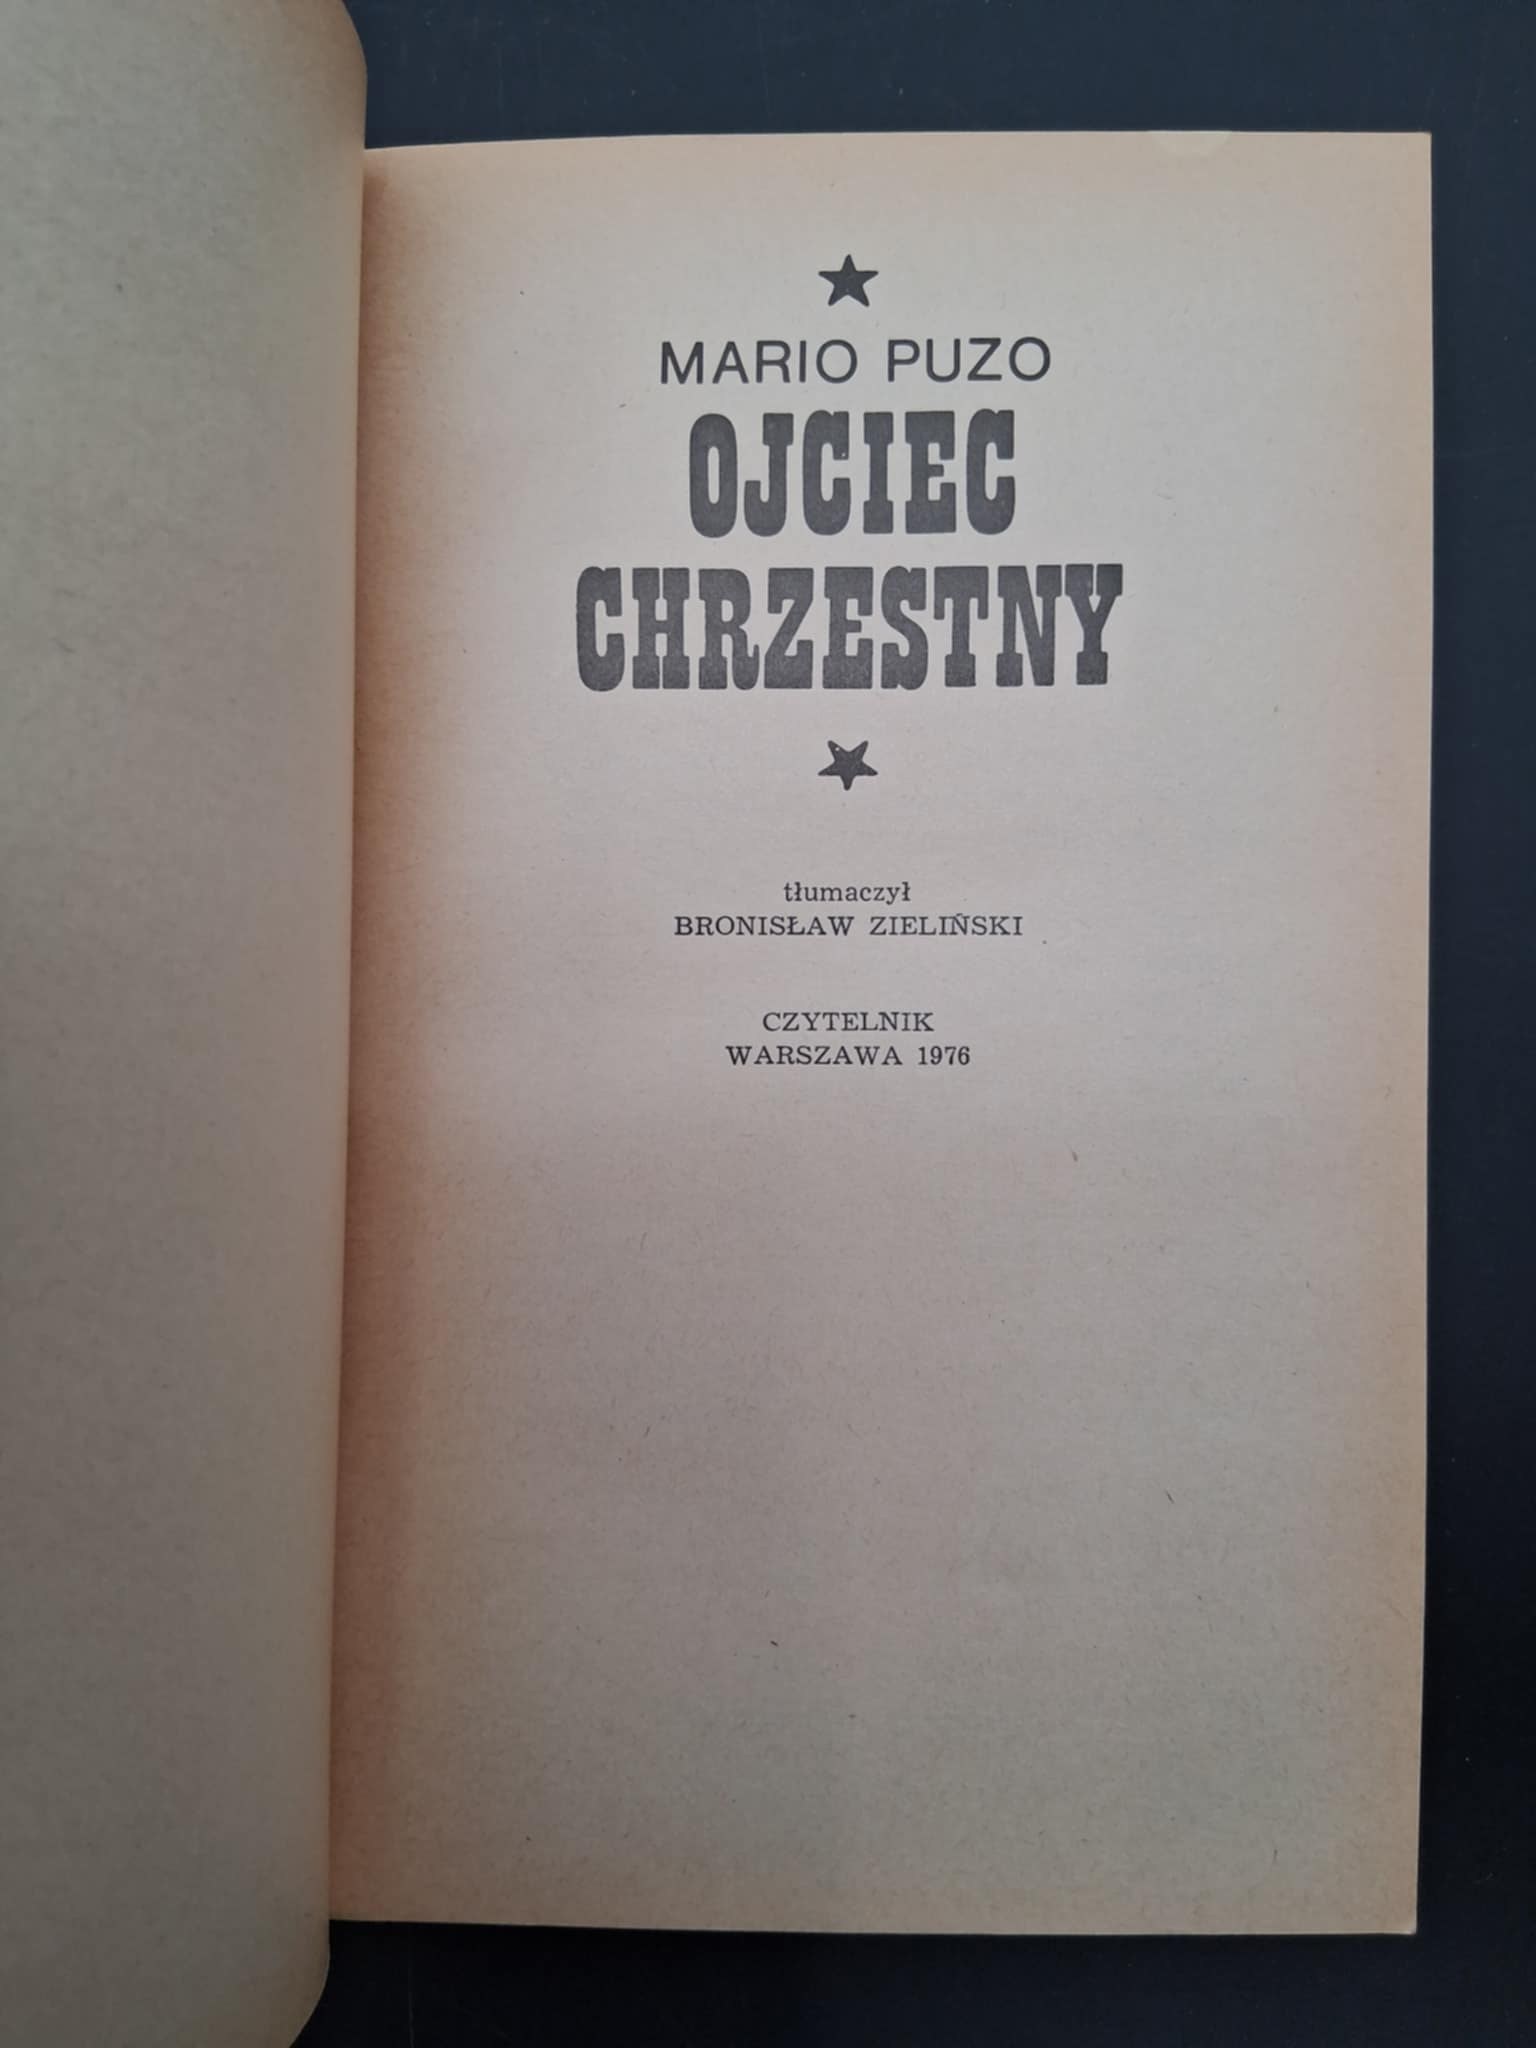 MARIO PUZO
OJCIEC
CHRZESTNY
tłumaczył
BRONISŁAW ZIELIŃSKI
CZYTELNIK
WARSZAWA 1976